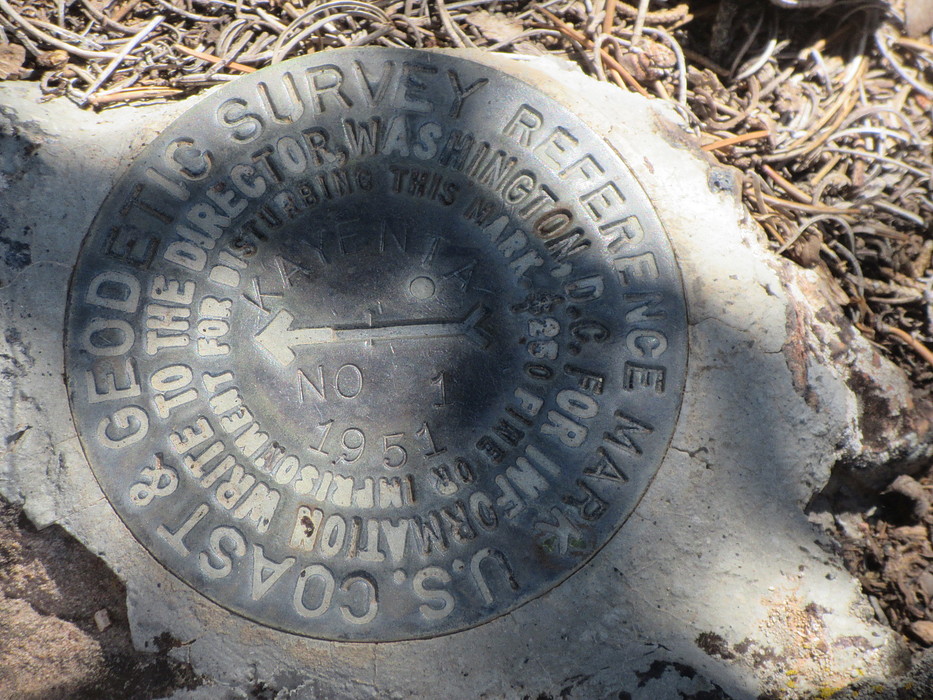 U.S. COAST & GEODETIC SURVEY REFERENCE MARK
FOR INFORMATION WRITE TO THE DIRECTOR, WASHINGTON, D.C.
$250 FINE OR IMPRISONMENT FOR DISTURBING THIS MARK.
KAYENTA
NO 1
1951